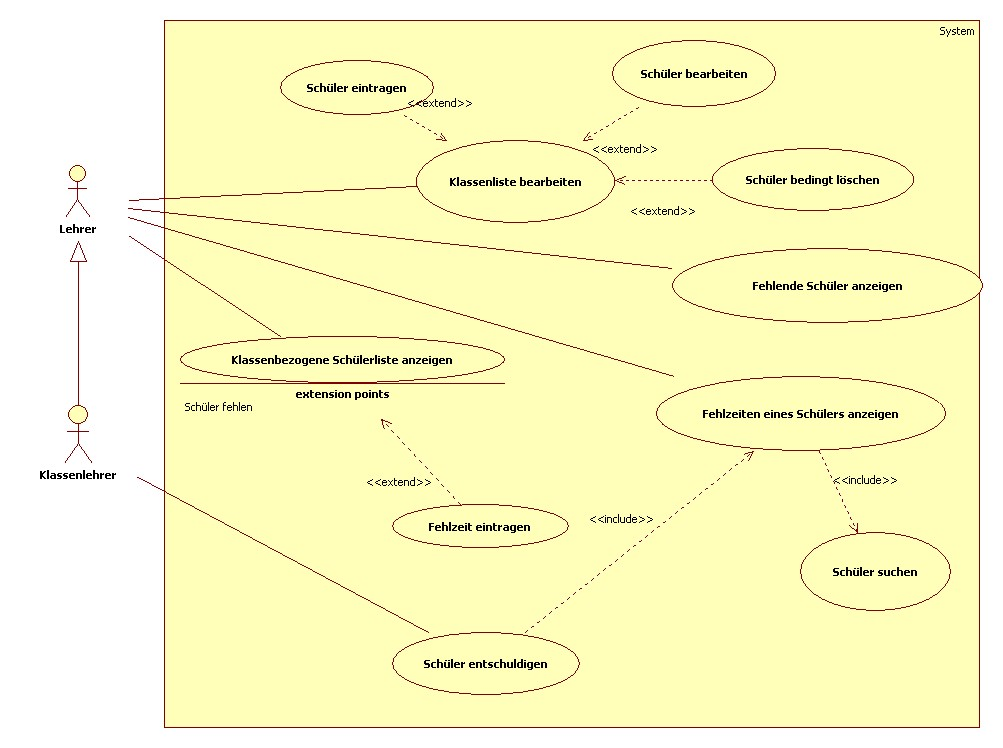 System
Schüler eintragen
Schüler bearbeiten
<<extend>>
<<extend>>
Klassenliste bearbeiten
Schüler bedingt löschen
<<extend>>
Lehrer
Fehlende Schüler anzeigen
Klassenbezogene Schülerliste anzeigen
extension points
Schüler fehlen
Fehlzeiten eines Schülers anzeigen
Klassenlehrer
<<extend>>
<<include>>
<<include>>
Fehlzeit eintragen
Schüler suchen
Schüler entschuldigen